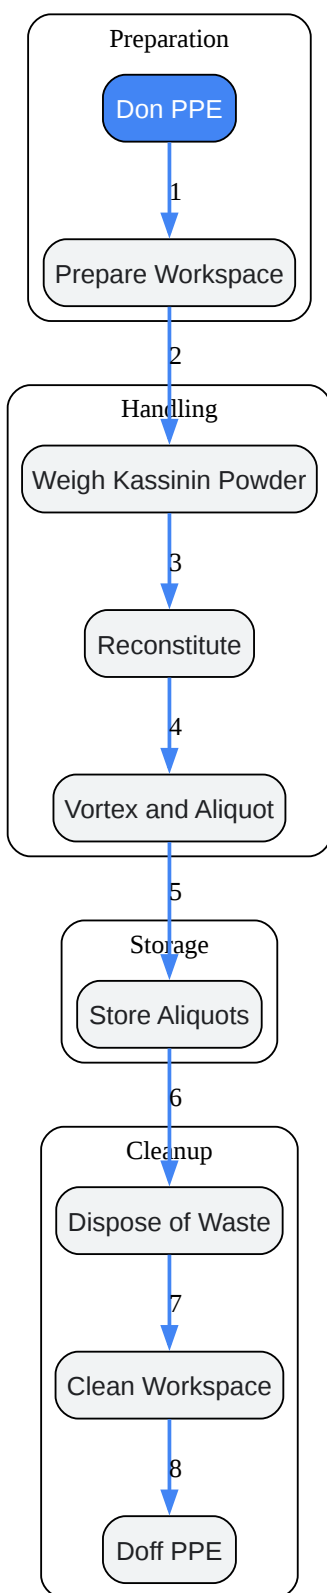 Preparation
Don PPE
1
Prepare Workspace
2
Handling
Weigh Kassinin Powder
3
Reconstitute
4
Vortex and Aliquot
5
Storage
Store Aliquots
6
Cleanup
Dispose of Waste
7
Clean Workspace
8
Doff PPE